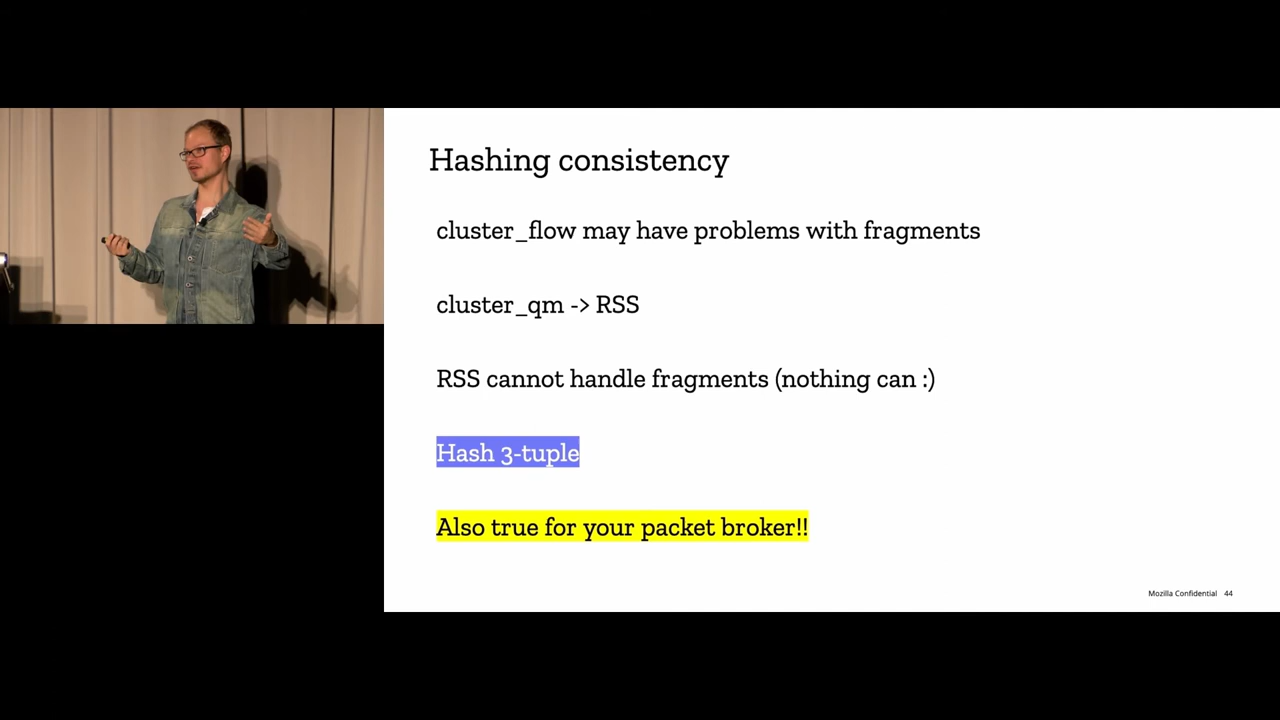 Hashing consistency
cluster_flow may have problems with fragments
cluster_qm -> RSS
RSS cannot handle fragments (nothing can :)
Hash 3-tuple
Also true for your packet broker!!
Mozilla Confidential 44